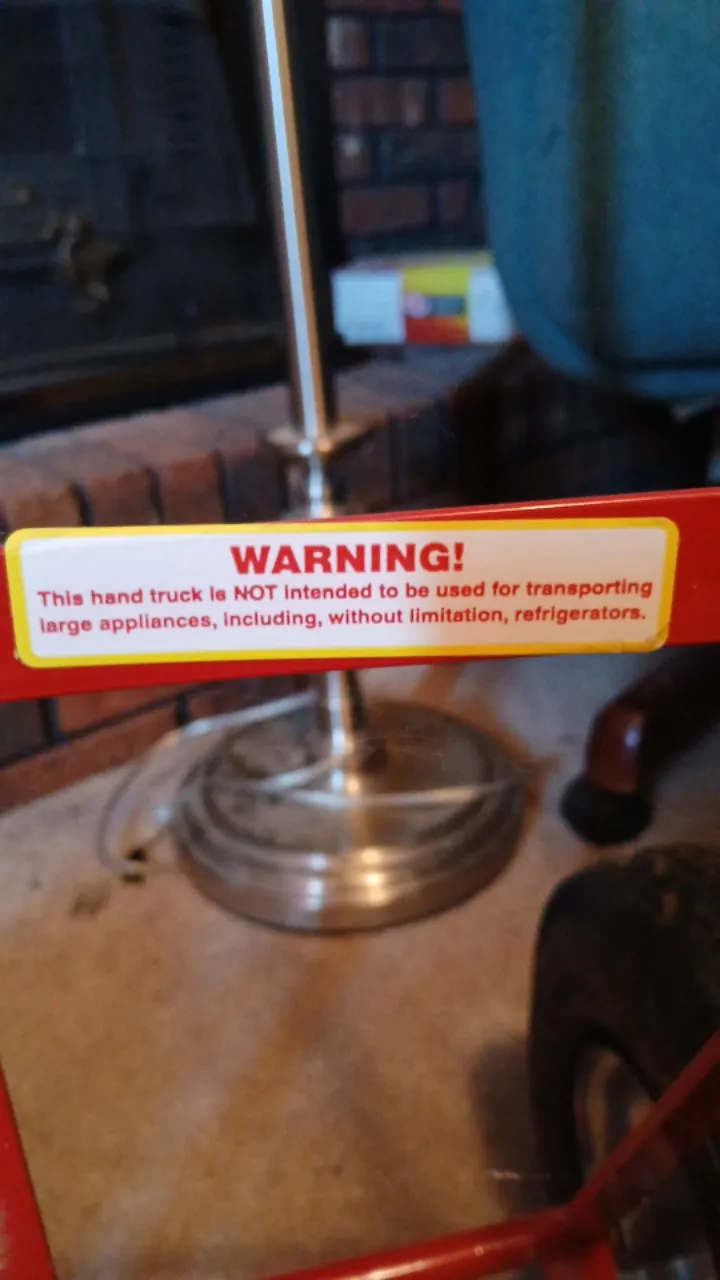 WARNING!
This hand truck is NOT intended to be used for transporting
large appliances, including, without limitation, refrigerators.